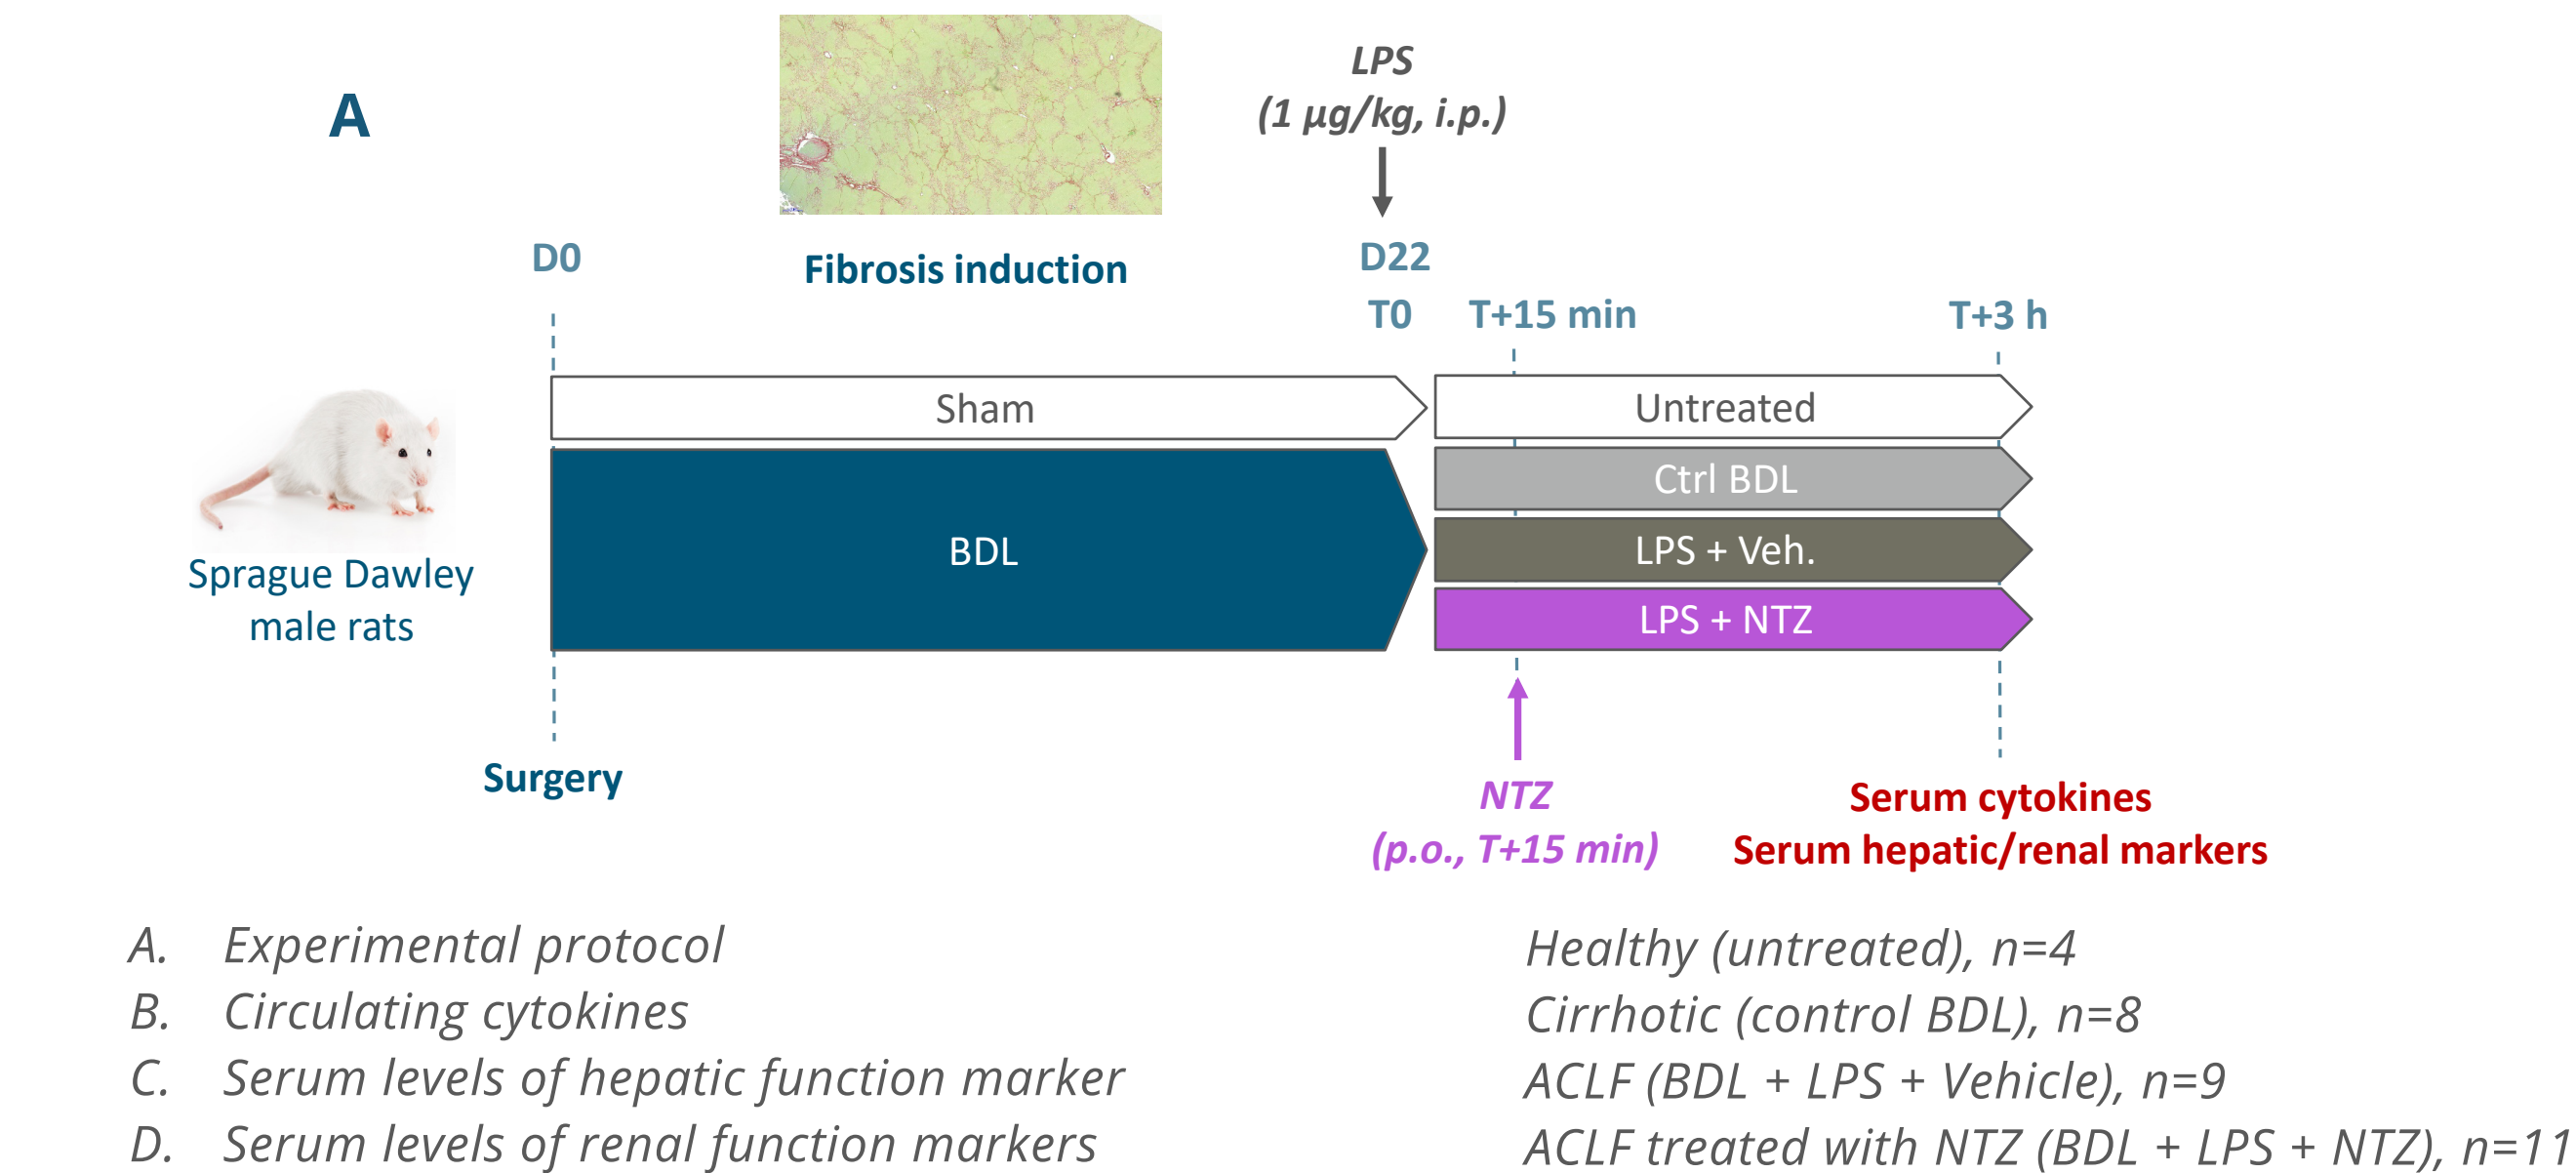 A
LPS
(1 µg/kg, i.p.)
D0
Fibrosis induction
D22
T0
T+15 min
T+3 h
Sham
Untreated
Ctrl BDL
BDL
LPS + Veh.
LPS + NTZ
Sprague Dawley
male rats
Surgery
NTZ
(p.o., T+15 min)
Serum cytokines
Serum hepatic/renal markers
A. Experimental protocol
B. Circulating cytokines
C. Serum levels of hepatic function marker
D. Serum levels of renal function markers
Healthy (untreated), n=4
Cirrhotic (control BDL), n=8
ACLF (BDL + LPS + Vehicle), n=9
ACLF treated with NTZ (BDL + LPS + NTZ), n=11